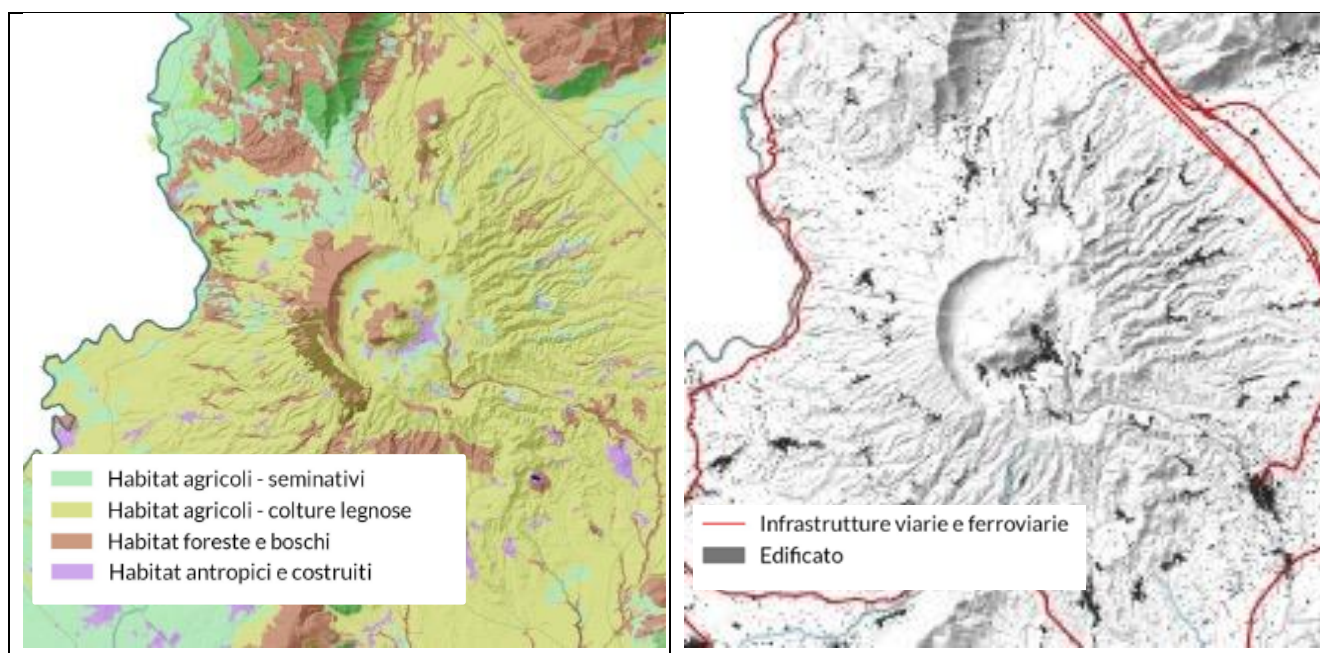 Habitat agricoli - seminativi
Habitat agricoli - colture legnose
Habitat foreste e boschi
Habitat antropici e costruiti
Infrastrutture viarie e ferroviarie
Edificato